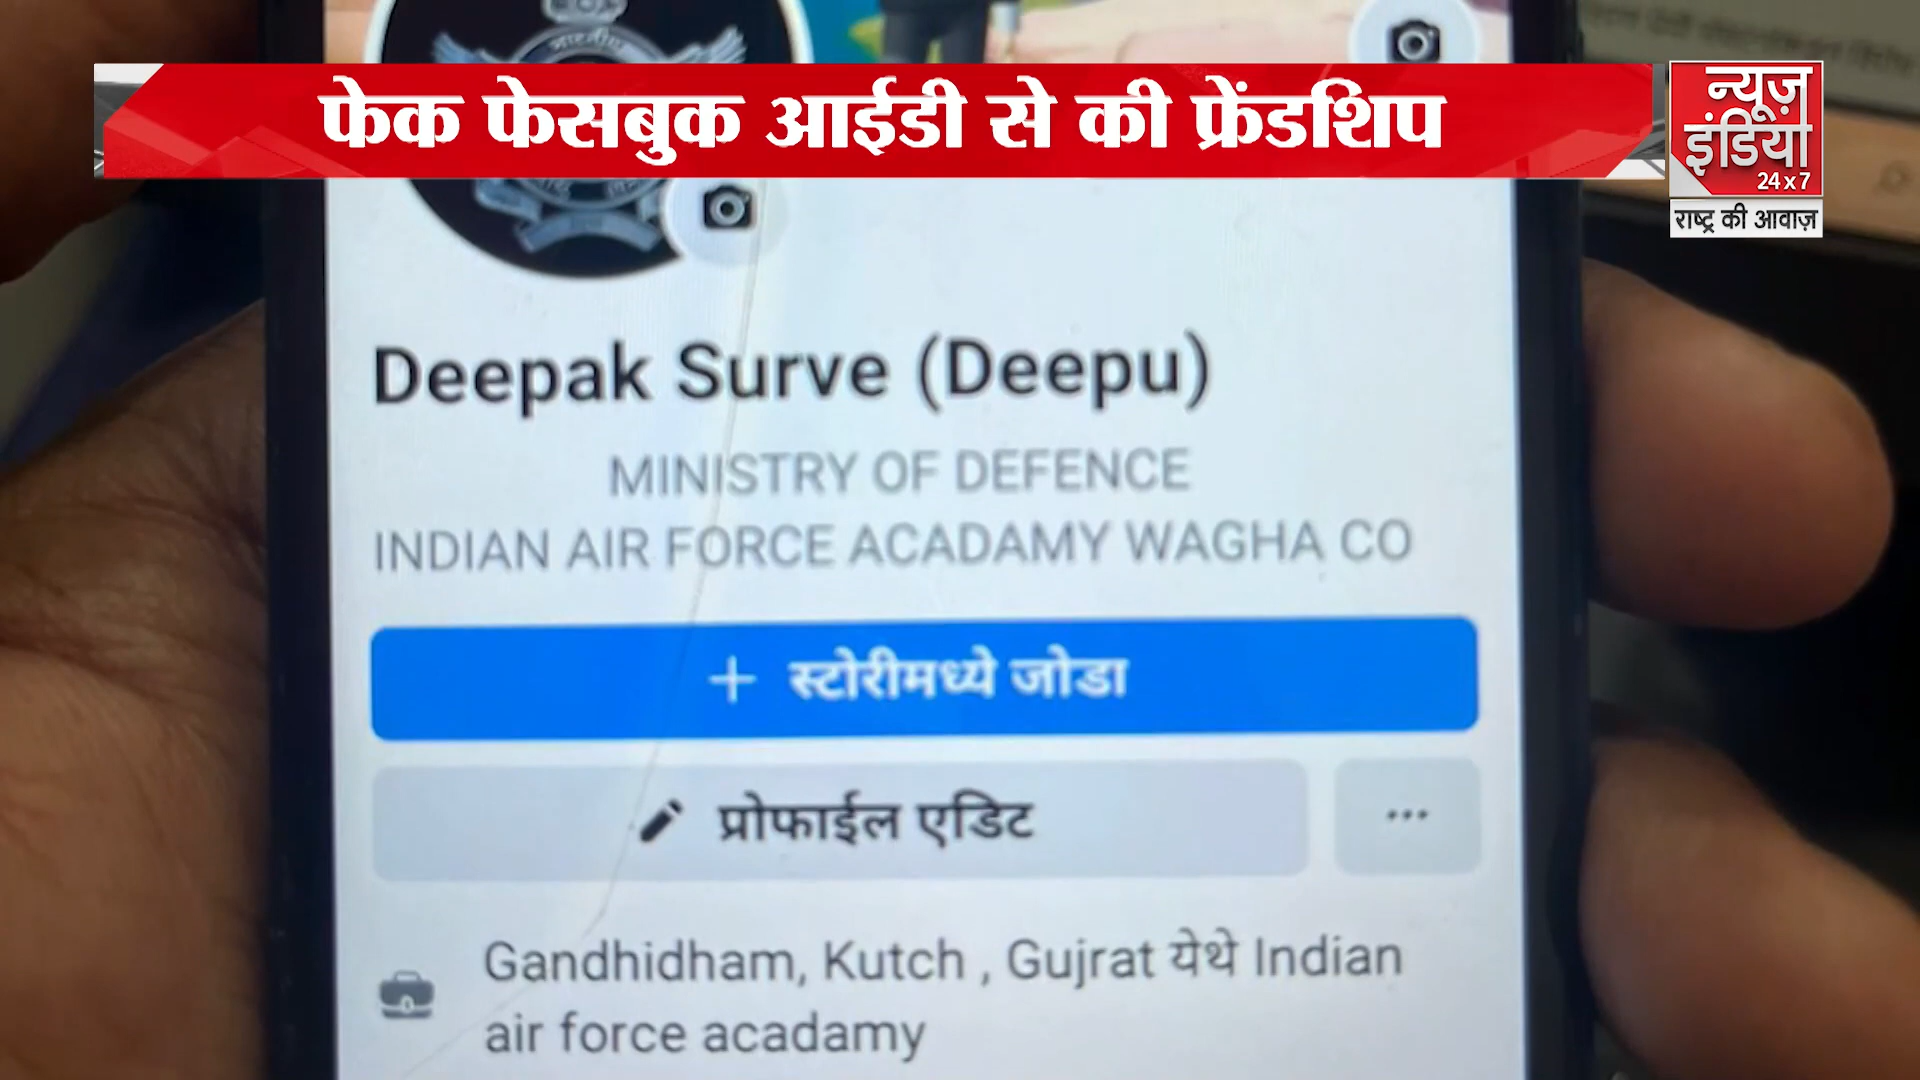 फेक फेसबुक आईडी से की फ्रेंडशिप
न्यूज़
इंडिया
24x7
राष्ट्र की आवाज़
Deepak Surve (Deepu)
MINISTRY OF DEFENCE
INDIAN AIR FORCE ACADAMY WAGHA CO
+ स्टोरीमध्ये जोडा
प्रोफाईल एडिट
...
Gandhidham, Kutch , Gujrat येथे Indian
air force acadamy